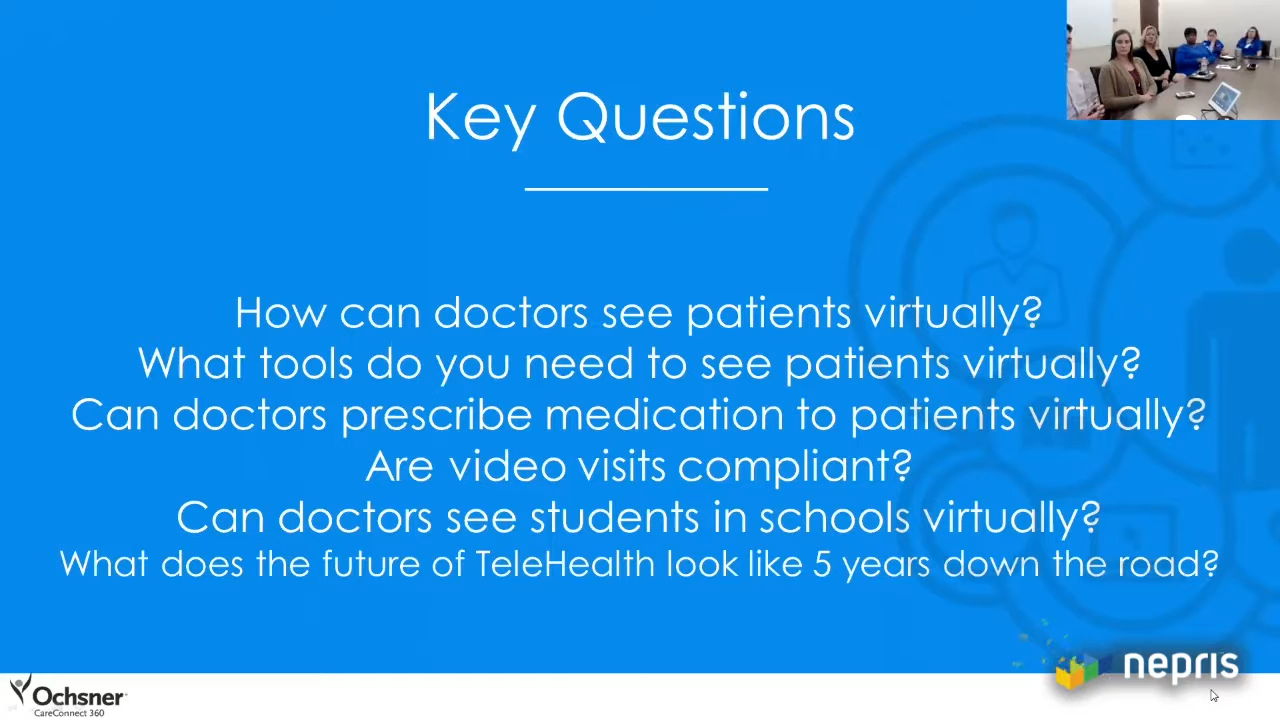 Key Questions
How can doctors see patients virtually?
What tools do you need to see patients virtually?
Can doctors prescribe medication to patients virtually?
Are video visits compliant?
Can doctors see students in schools virtually?
What does the future of TeleHealth look like 5 years down the road?
nepris
Ochsner
CareConnect 360